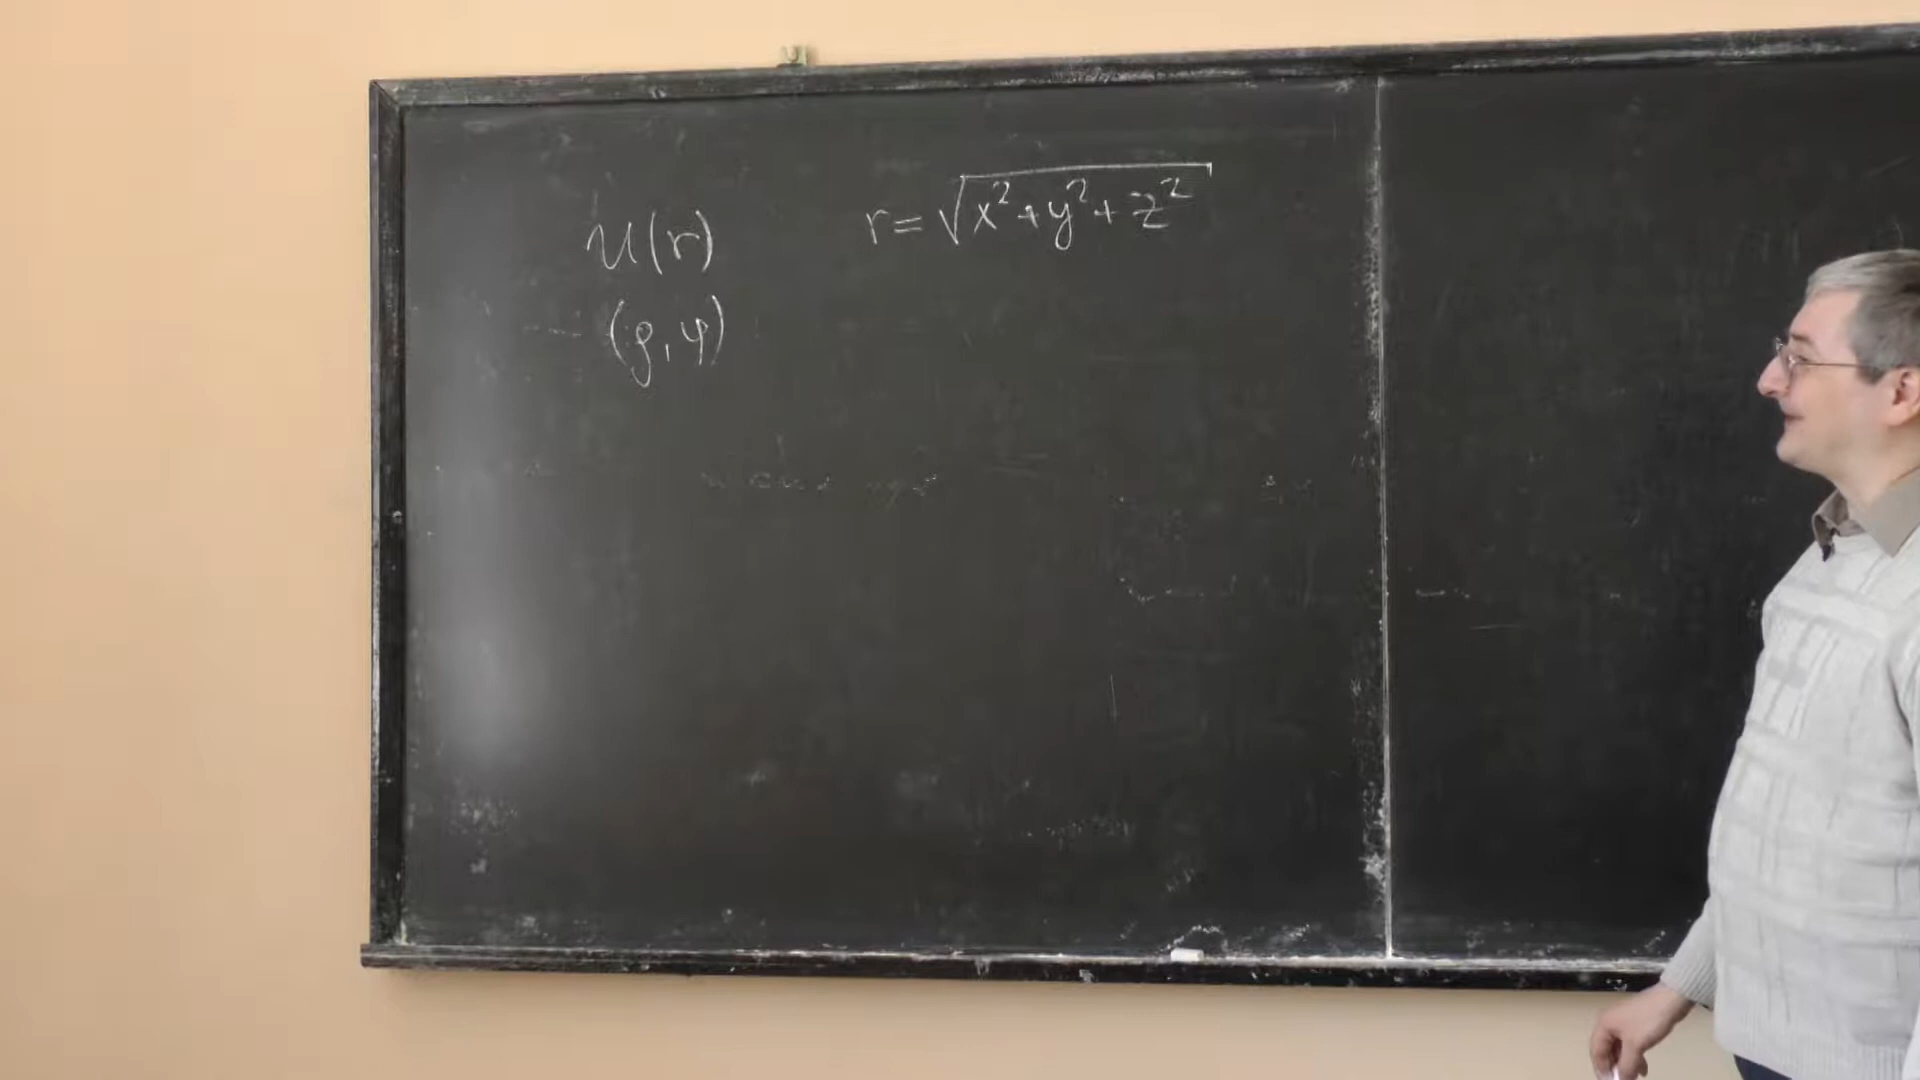 U(r) r = √x²+y²+z²
(ρ, φ)